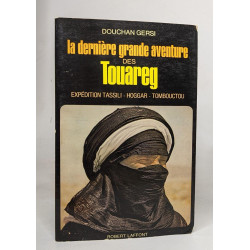 DOUCHAN GERSI
la dernière grande aventure
DES
Touareg
EXPÉDITION TASSILI - HOGGAR - TOMBOUCTOU
ROBERT LAFFONT